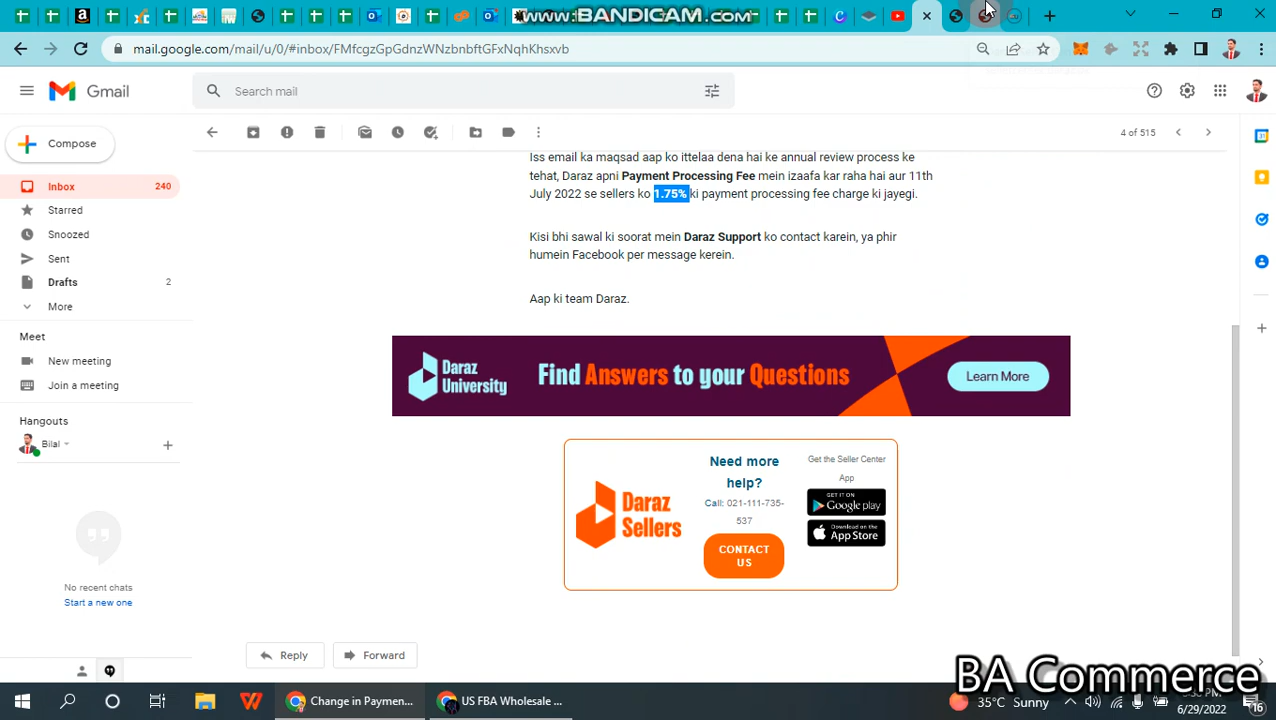 WWW.BANDICAM.COM
mail.google.com/mail/u/0/#inbox/FMfcgzGpGdnzWNzbnbftGFxNqhKhsxvb
Gmail
Search mail
Compose
4 of 515
Inbox 240
Starred
Snoozed
Sent
Drafts 2
More
Meet
New meeting
Join a meeting
Hangouts
Bilal
No recent chats
Start a new one
Iss email ka maqsad aap ko ittelaa dena hai ke annual review process ke
tehat, Daraz apni Payment Processing Fee mein izaafa kar raha hai aur 11th
July 2022 se sellers ko 1.75% ki payment processing fee charge ki jayegi.
Kisi bhi sawal ki soorat mein Daraz Support ko contact karein, ya phir
humein Facebook per message kerein.
Aap ki team Daraz.
Daraz
University
Find Answers to your Questions
Learn More
Daraz
Sellers
Need more
help?
Call: 021-111-735-
537
CONTACT
US
Get the Seller Center
App
GET IT ON
Google play
Download on the
App Store
Reply
Forward
BA Commerce
Change in Paymen...
US FBA Wholesale ...
35°C Sunny
6/29/2022
16